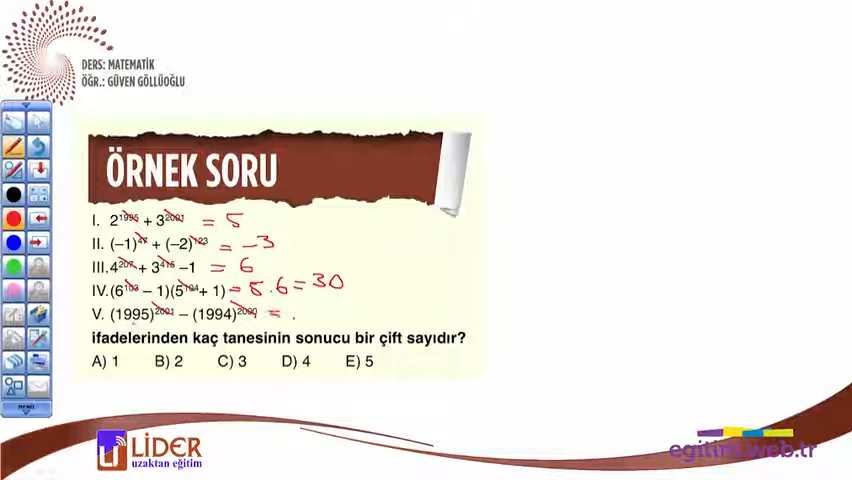 DERS: MATEMATİK
ÖĞR.: GÜVEN GÖLLÜOĞLU
ÖRNEK SORU
I. 2^1995 + 3^2001 = 5
II. (–1)^47 + (–2)^123 = -3
III. 4^207 + 3^415 –1 = 6
IV. (6^103 – 1)(5^104 + 1) = 5.6 = 30
V. (1995)^2001 – (1994)^2000 = .
ifadelerinden kaç tanesinin sonucu bir çift sayıdır?
A) 1 B) 2 C) 3 D) 4 E) 5
MENÜ
LİDER
uzaktan eğitim
egitim.web.tr